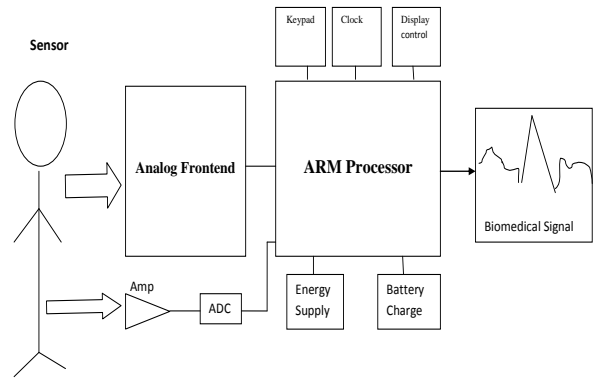 Keypad
Clock
Display
control
Sensor
Analog Frontend
ARM Processor
Biomedical Signal
Amp
ADC
Energy
Supply
Battery
Charge